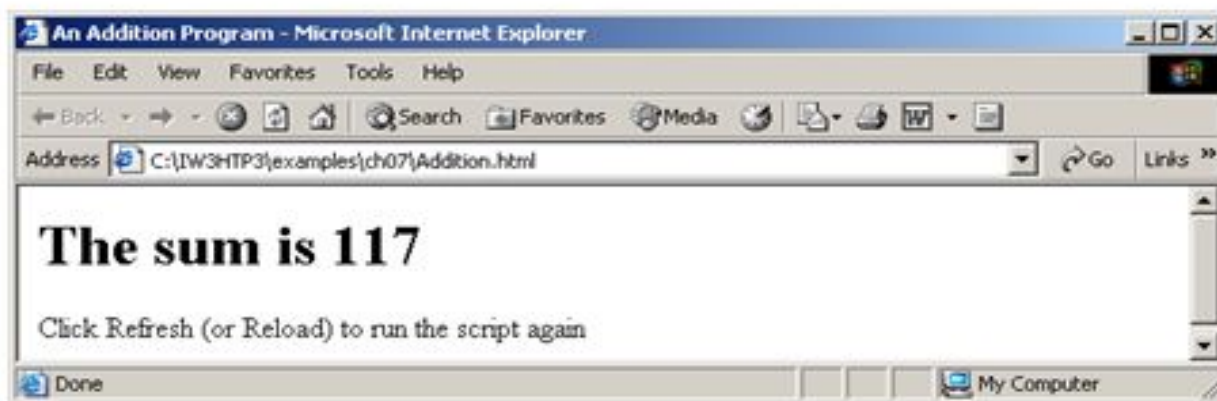 An Addition Program - Microsoft Internet Explorer
File Edit View Favorites Tools Help
Back Search Favorites Media W
Address C:\IW3HTP3\examples\ch07\Addition.html Go Links »
The sum is 117
Click Refresh (or Reload) to run the script again
Done My Computer